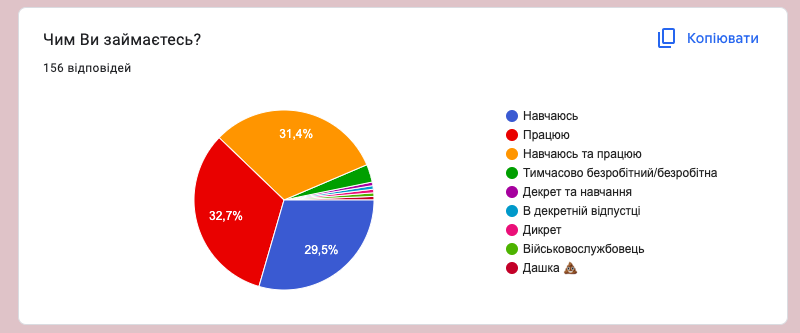 Чим Ви займаєтесь?
Копіювати
156 відповідей
31,4%
32,7%
29,5%
Навчаюсь
Працюю
Навчаюсь та працюю
Тимчасово безробітний/безробітна
Декрет та навчання
В декретній відпустці
Дикрет
Військовослужбовець
Дашка 💩